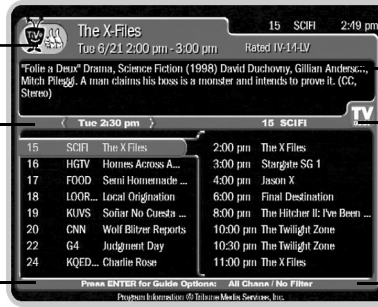 TiVo
The X-Files
15 SCIFI 2:49 pm
Tue 6/21 2:00 pm - 3:00 pm
Rated TV-14-LV
"Folie a Deux" Drama, Science Fiction (1998) David Duchovny, Gillian Anderson,
Mitch Pileggi. A man claims his boss is a monster and intends to prove it. (CC,
Stereo)
TV
Tue 2:30 pm
15 SCIFI
15 SCIFI The X-Files
16 HGTV Homes Across A...
17 FOOD Semi Homemade ...
18 LOOR... Local Origination
19 KUVS Soñar No Cuesta ...
20 CNN Wolf Blitzer Reports
22 G4 Judgment Day
24 KQED... Charlie Rose
2:00 pm The X Files
3:00 pm Stargate SG 1
4:00 pm Jason X
6:00 pm Final Destination
8:00 pm The Hitcher II: I've Been ...
10:00 pm The Twilight Zone
10:30 pm The Twilight Zone
11:00 pm The X Files
Press ENTER for Guide Options: All Chans / No Filter
Program Information © Tribune Media Services, Inc.